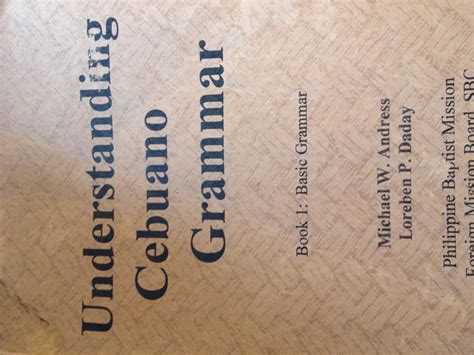 Understanding
Cebuano
Grammar
Book 1: Basic Grammar
Michael W. Andress
Loreben P. Daday
Philippine Baptist Mission
Foreign Mission Board, SBC